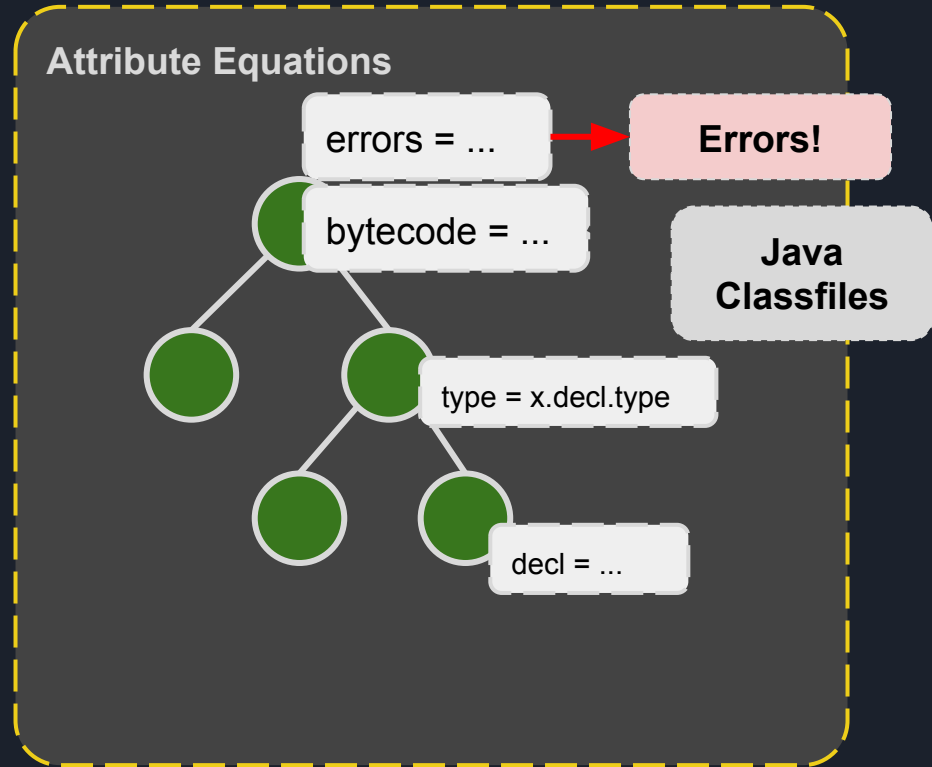 Attribute Equations
errors = ...
Errors!
bytecode = ...
Java
Classfiles
type = x.decl.type
decl = ...